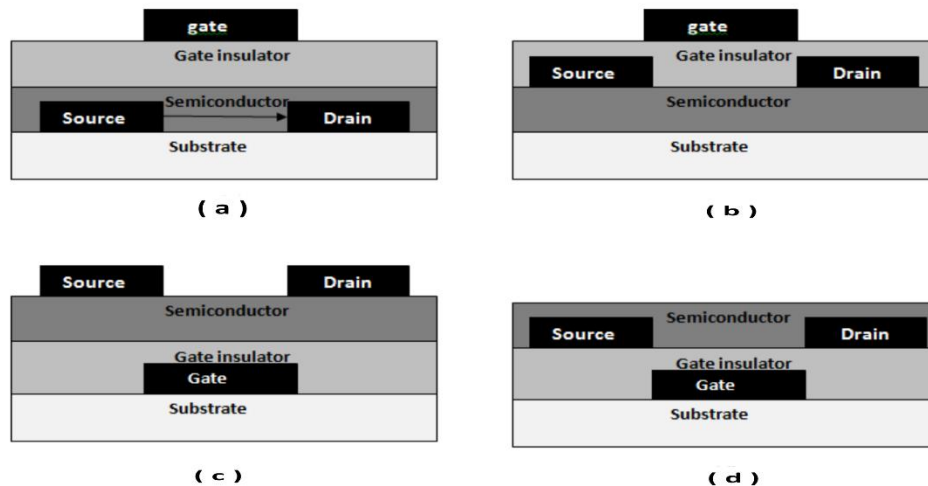 gate
Gate insulator
Semiconductor
Source Drain
Substrate
( a )
gate
Gate insulator
Source Drain
Semiconductor
Substrate
( b )
Source Drain
Semiconductor
Gate insulator
Gate
Substrate
( c )
Semiconductor
Source Drain
Gate insulator
Gate
Substrate
( d )